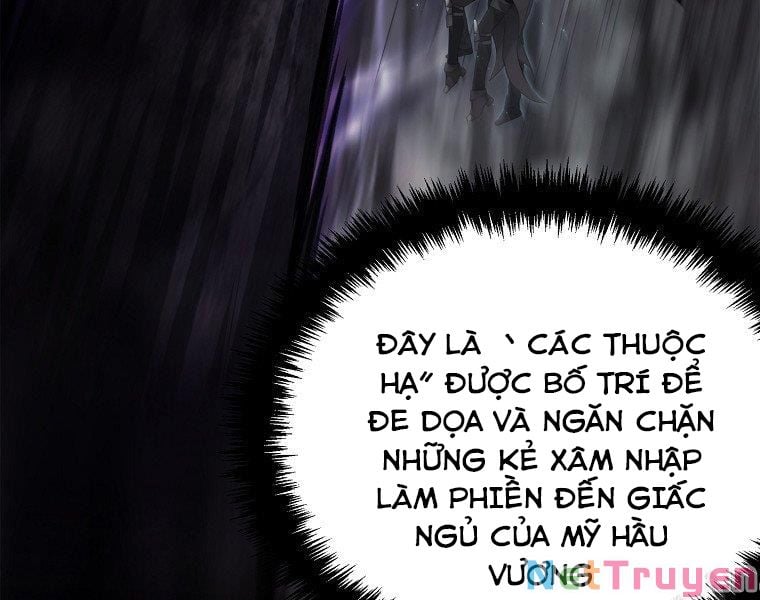 ĐÂY LÀ ` CÁC THUỘC
HẠ″ ĐƯỢC BỐ TRÍ ĐỂ
ĐE DỌA VÀ NGĂN CHẶN
NHỮNG KẺ XÂM NHẬP
LÀM PHIỀN ĐẾN GIẤC
NGỦ CỦA MỸ HẦU
VƯƠNG
NetTruyen